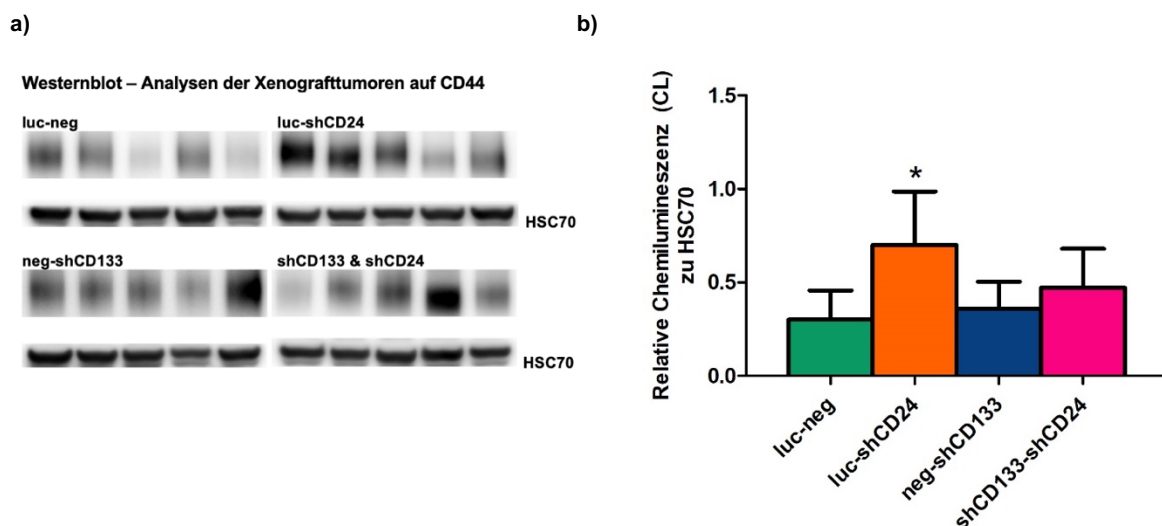 a)
Westernblot – Analysen der Xenografttumoren auf CD44
luc-neg
luc-shCD24
HSC70
neg-shCD133
shCD133 & shCD24
HSC70
b)
Relative Chemilumineszenz (CL)
zu HSC70
1.5
1.0
0.5
0.0
*
luc-neg
luc-shCD24
neg-shCD133
shCD133-shCD24